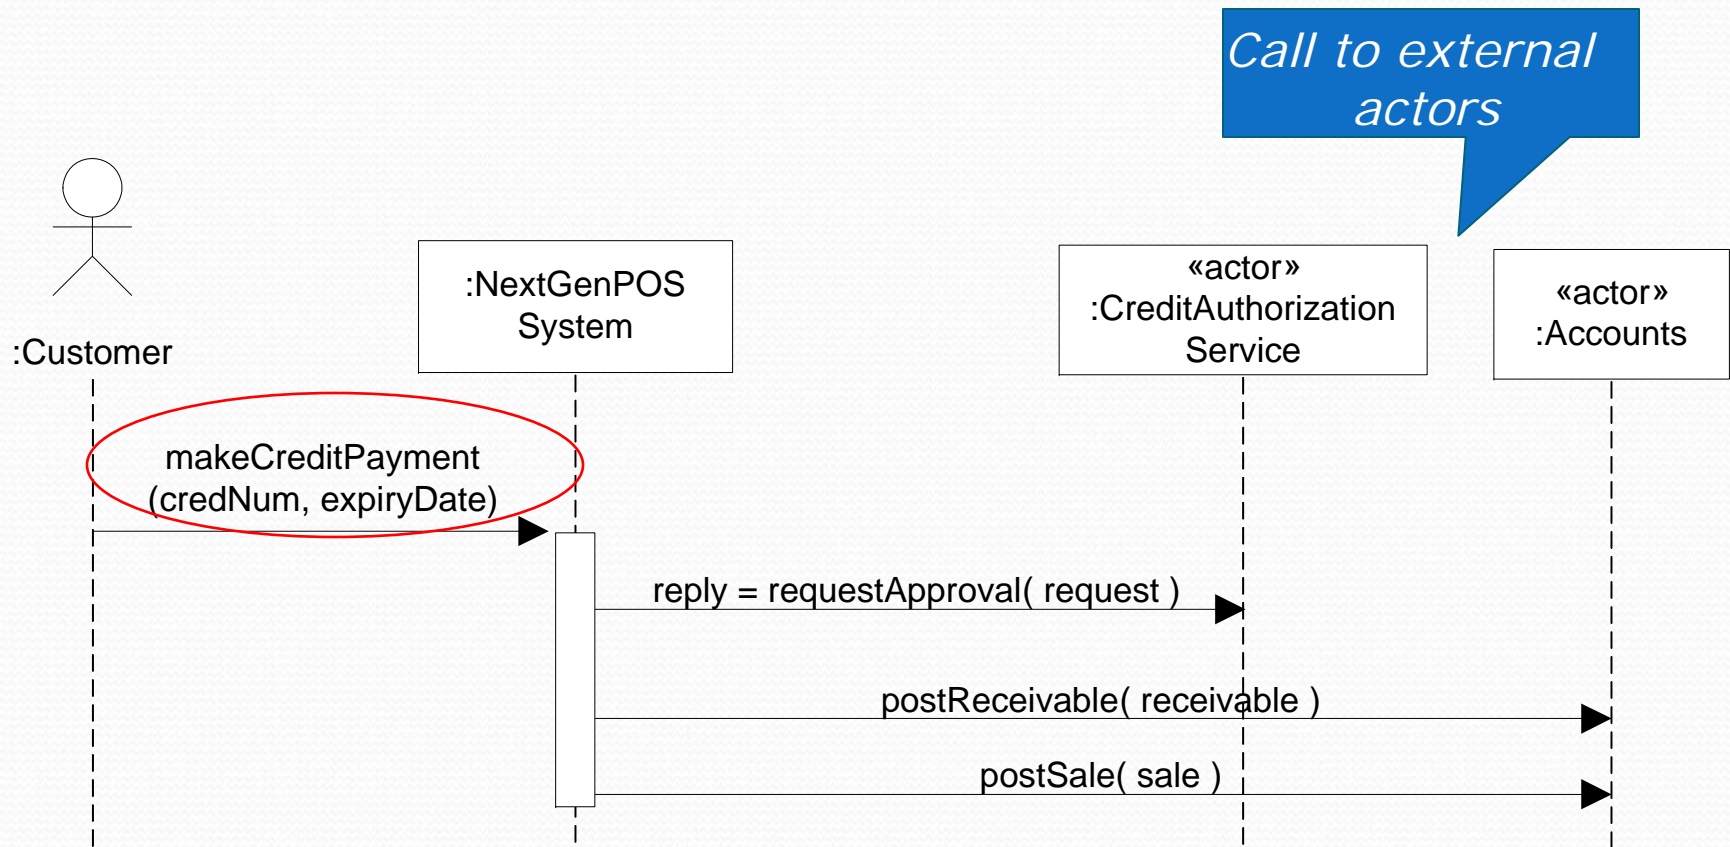 Call to external
actors
:Customer
:NextGenPOS
System
«actor»
:CreditAuthorization
Service
«actor»
:Accounts
makeCreditPayment
(credNum, expiryDate)
reply = requestApproval( request )
postReceivable( receivable )
postSale( sale )